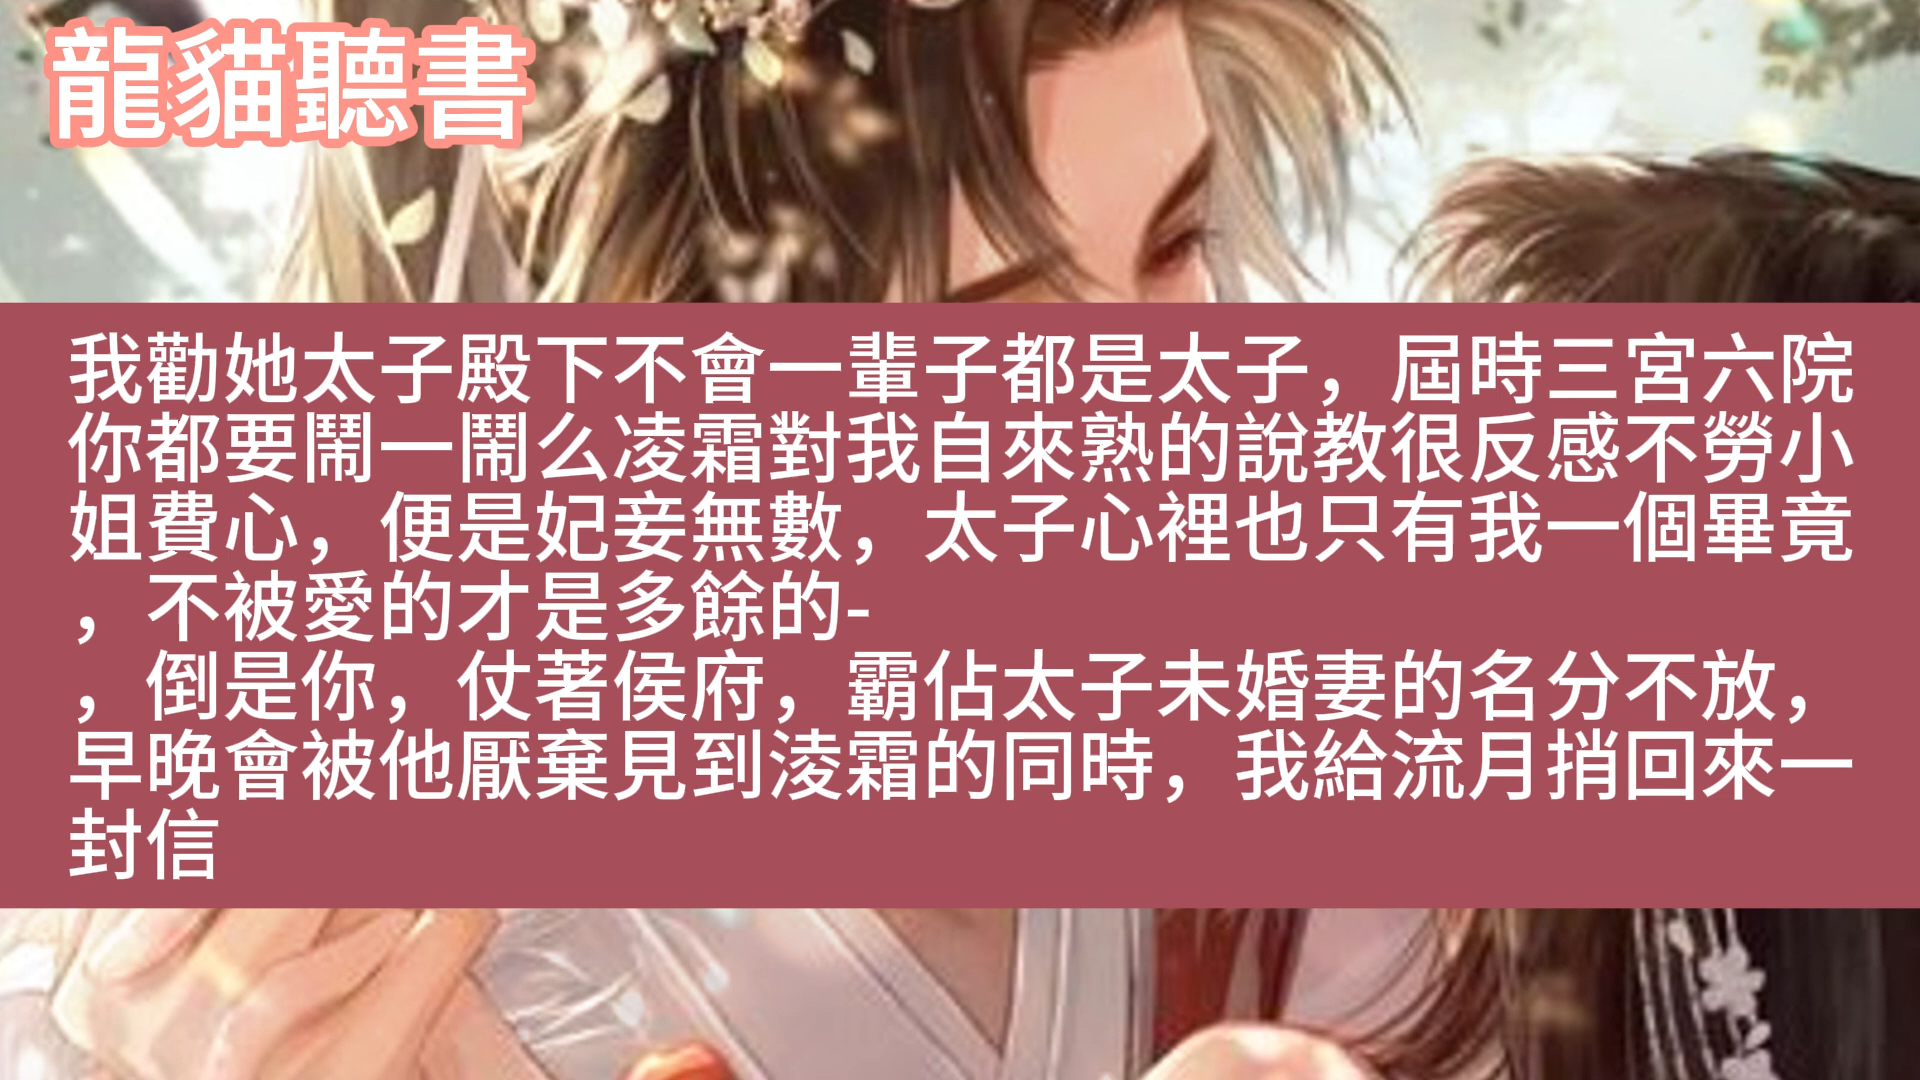 龍貓聽書
我勸她太子殿下不會一輩子都是太子，屆時三宮六院
你都要鬧一鬧么凌霜對我自來熟的說教很反感不勞小
姐費心，便是妃妾無數，太子心裡也只有我一個畢竟
，不被愛的才是多餘的-
，倒是你，仗著侯府，霸佔太子未婚妻的名分不放，
早晚會被他厭棄見到淩霜的同時，我給流月捎回來一
封信